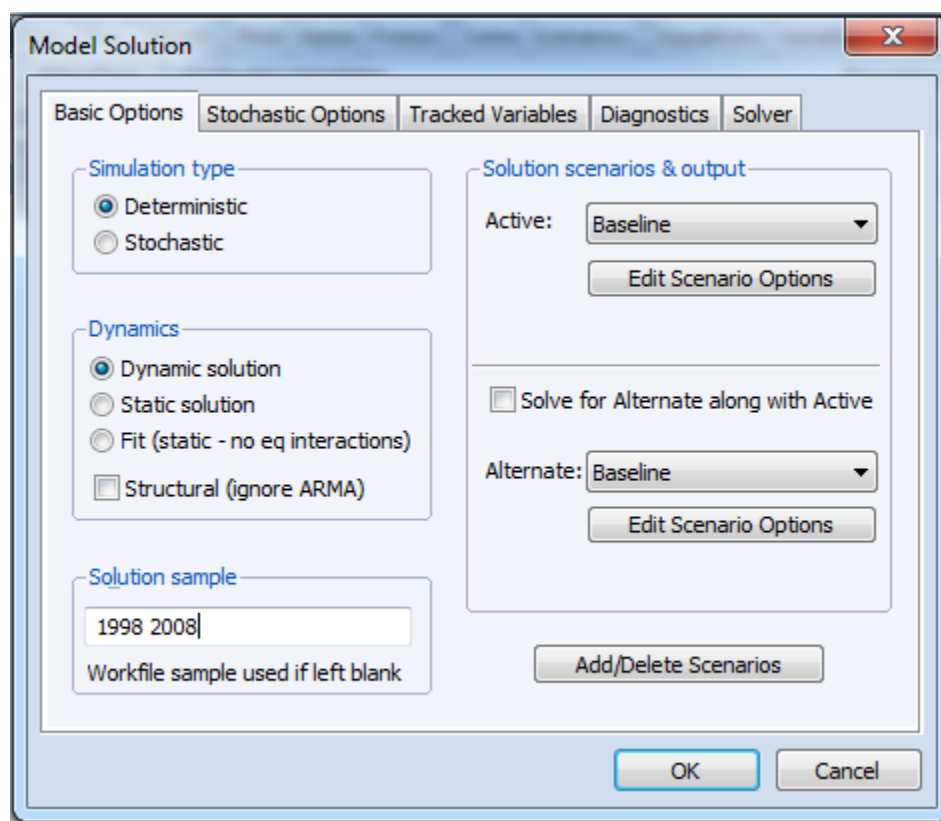 Model Solution
Basic Options
Stochastic Options
Tracked Variables
Diagnostics
Solver
Simulation type
Deterministic
Stochastic
Dynamics
Dynamic solution
Static solution
Fit (static - no eq interactions)
Structural (ignore ARMA)
Solution sample
1998 2008
Workfile sample used if left blank
Solution scenarios & output
Active:
Baseline
Edit Scenario Options
Solve for Alternate along with Active
Alternate:
Baseline
Edit Scenario Options
Add/Delete Scenarios
OK
Cancel